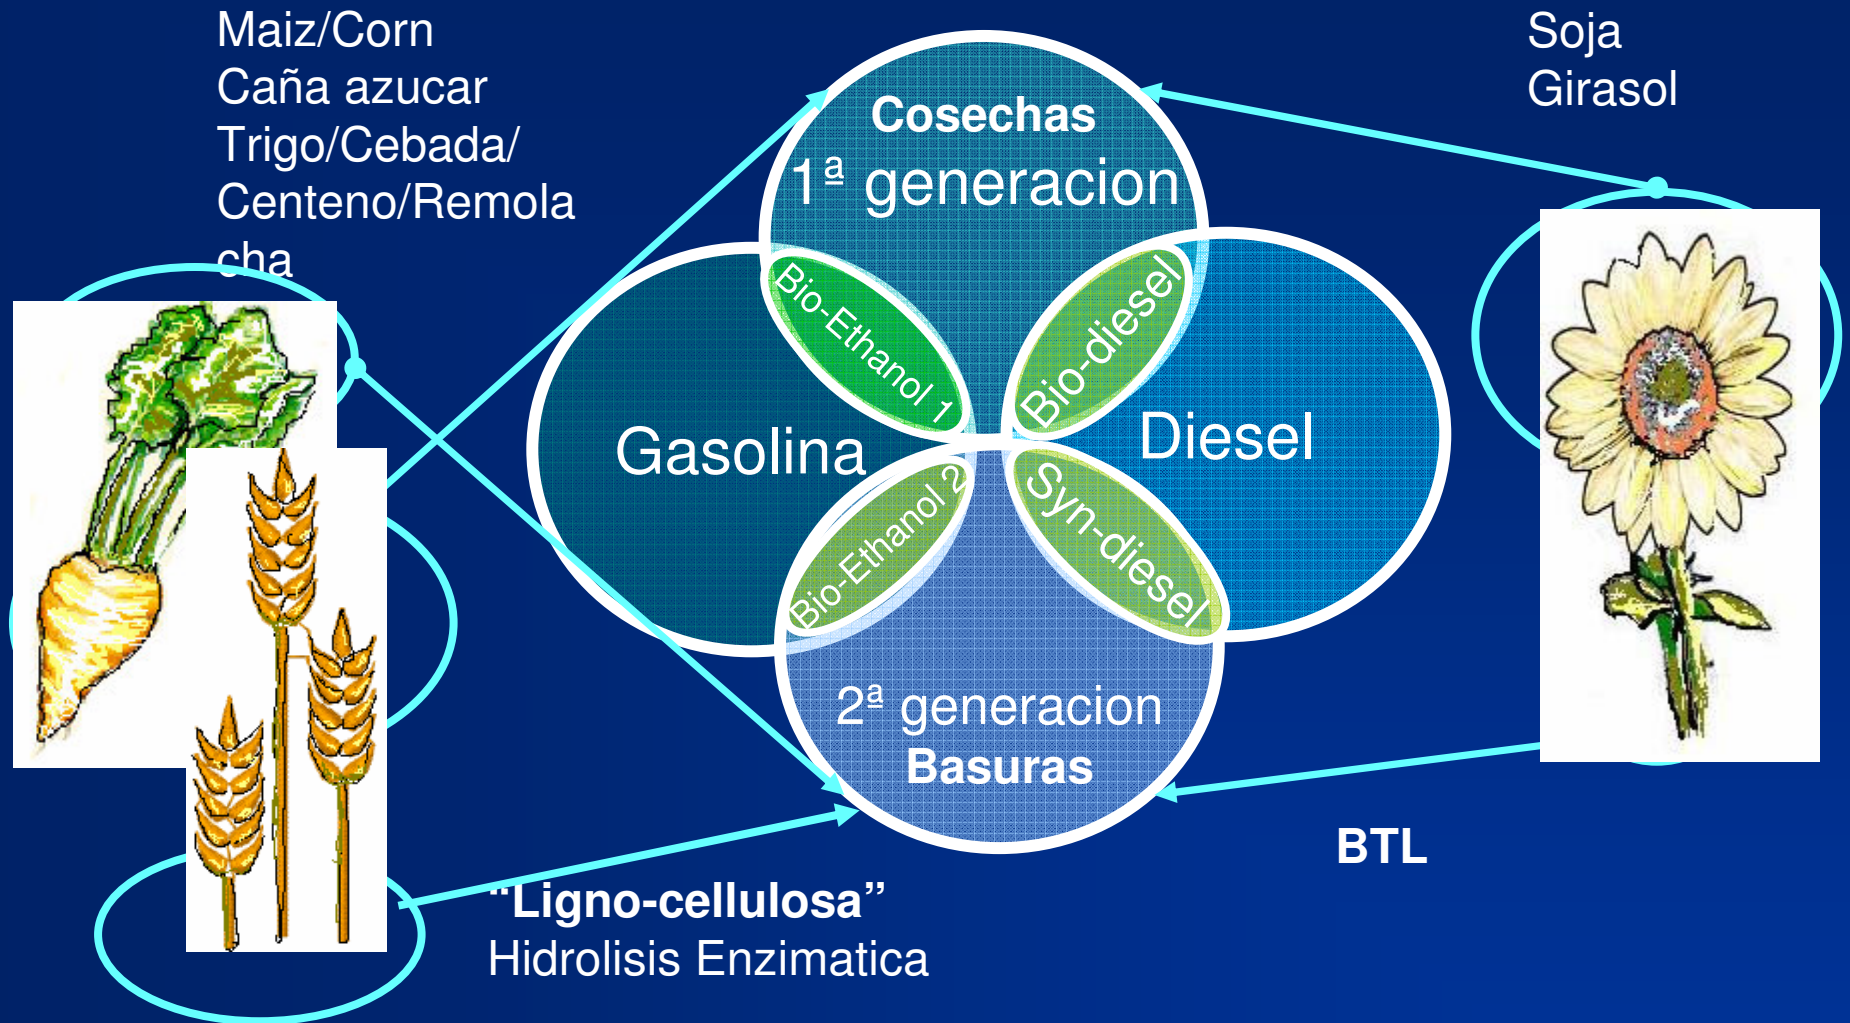 Maiz/Corn
Caña azucar
Trigo/Cebada/
Centeno/Remola
cha
Soja
Girasol
Cosechas
1ª generacion
Bio-Ethanol 1
Bio-diesel
Gasolina
Diesel
Bio-Ethanol 2
Syn-diesel
2ª generacion
Basuras
BTL
“Ligno-cellulosa”
Hidrolisis Enzimatica